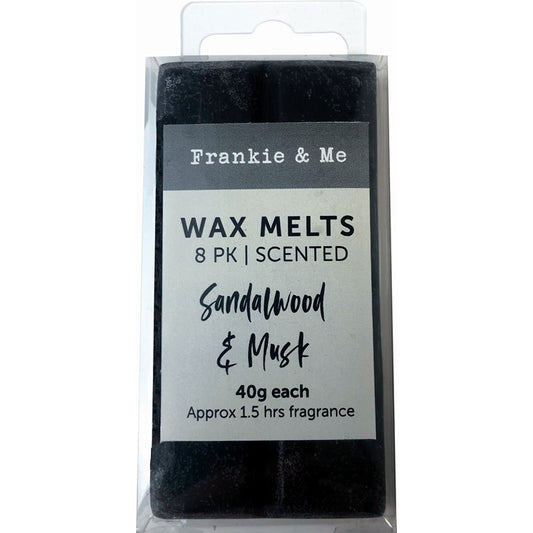 Frankie & Me
WAX MELTS
8 PK | SCENTED
Sandalwood
& Musk
40g each
Approx 1.5 hrs fragrance